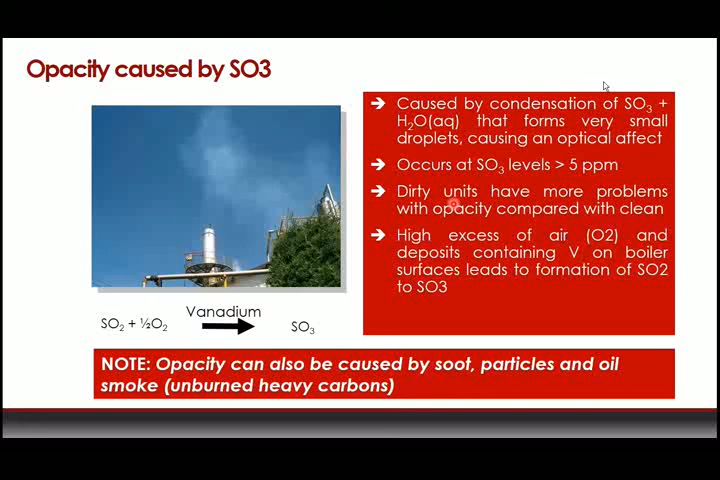 Opacity caused by SO3
➔ Caused by condensation of SO₃ +
H₂O(aq) that forms very small
droplets, causing an optical affect
➔ Occurs at SO₃ levels > 5 ppm
➔ Dirty units have more problems
with opacity compared with clean
➔ High excess of air (O2) and
deposits containing V on boiler
surfaces leads to formation of SO2
to SO3
Vanadium
SO₂ + ½O₂
SO₃
NOTE: Opacity can also be caused by soot, particles and oil
smoke (unburned heavy carbons)